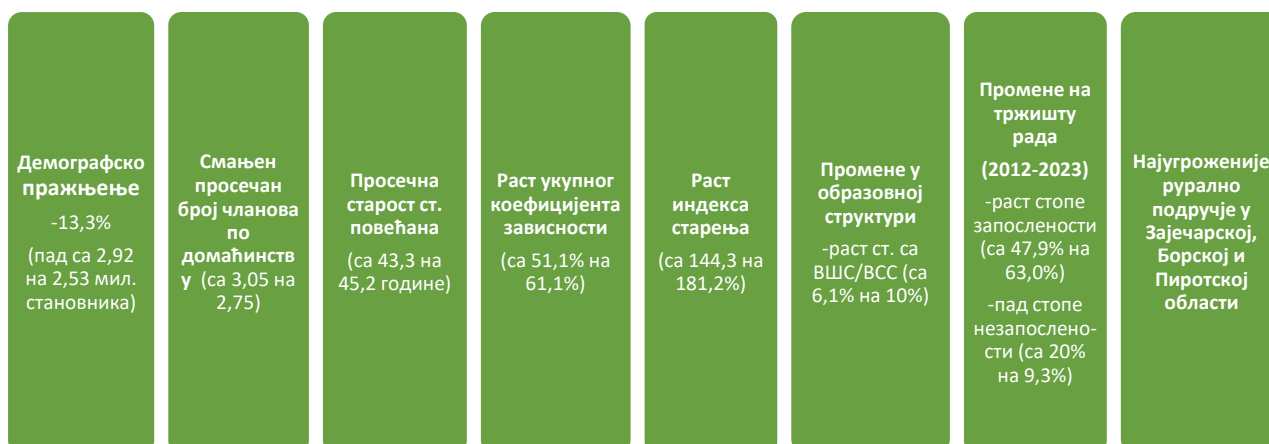 Демографско
пражњење
-13,3%
(пад са 2,92
на 2,53 мил.
становника)
Смањен
просечан
број чланова
по
домаћинств
у (са 3,05 на
2,75)
Просечна
старост ст.
повећана
(са 43,3 на
45,2 године)
Раст укупног
коефицијента
зависности
(са 51,1% на
61,1%)
Раст
индекса
старења
(са 144,3 на
181,2%)
Промене у
образовној
структури
-раст ст. са
ВШС/ВСС (са
6,1% на 10%)
Промене на
тржишту
рада
(2012-2023)
-раст стопе
запослености
(са 47,9% на
63,0%)
-пад стопе
незапослено-
сти (са 20%
на 9,3%)
Најугроженије
рурално
подручје у
Зајечарској,
Борској и
Пиротској
области